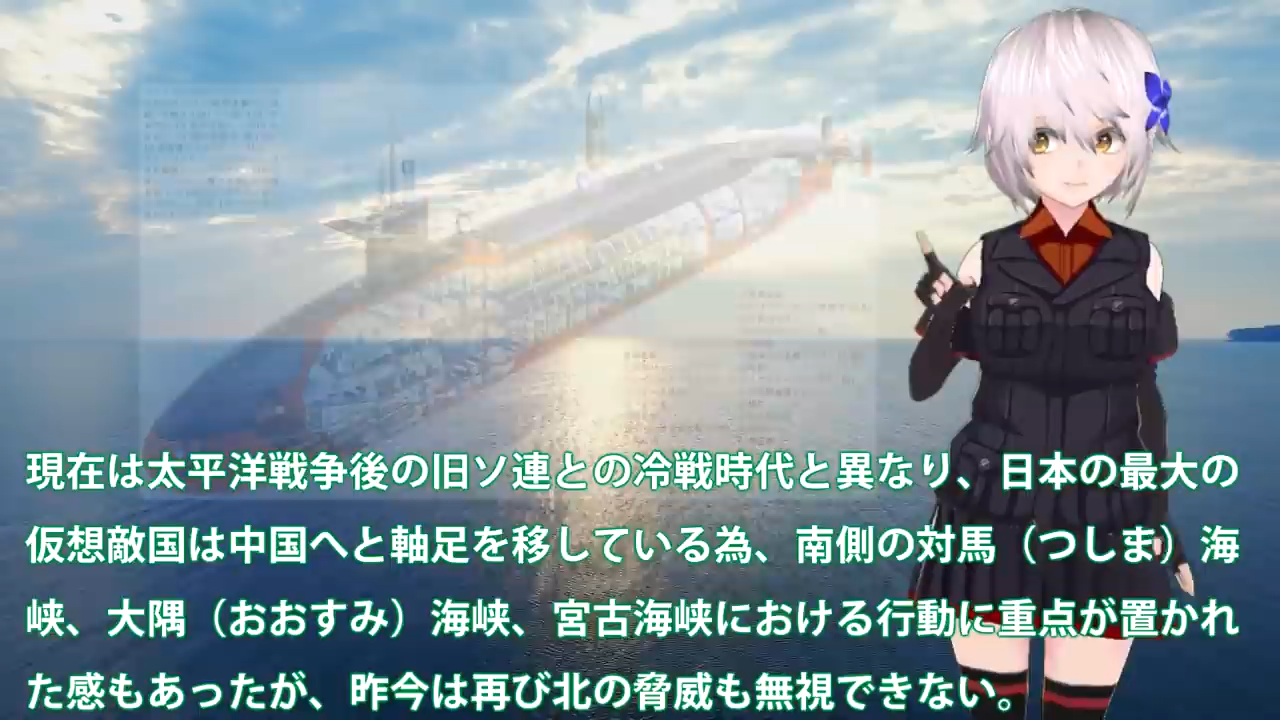 現在は太平洋戦争後の旧ソ連との冷戦時代と異なり、日本の最大の
仮想敵国は中国へと軸足を移している為、南側の対馬（つしま）海
峡、大隅（おおすみ）海峡、宮古海峡における行動に重点が置かれ
た感もあったが、昨今は再び北の脅威も無視できない。